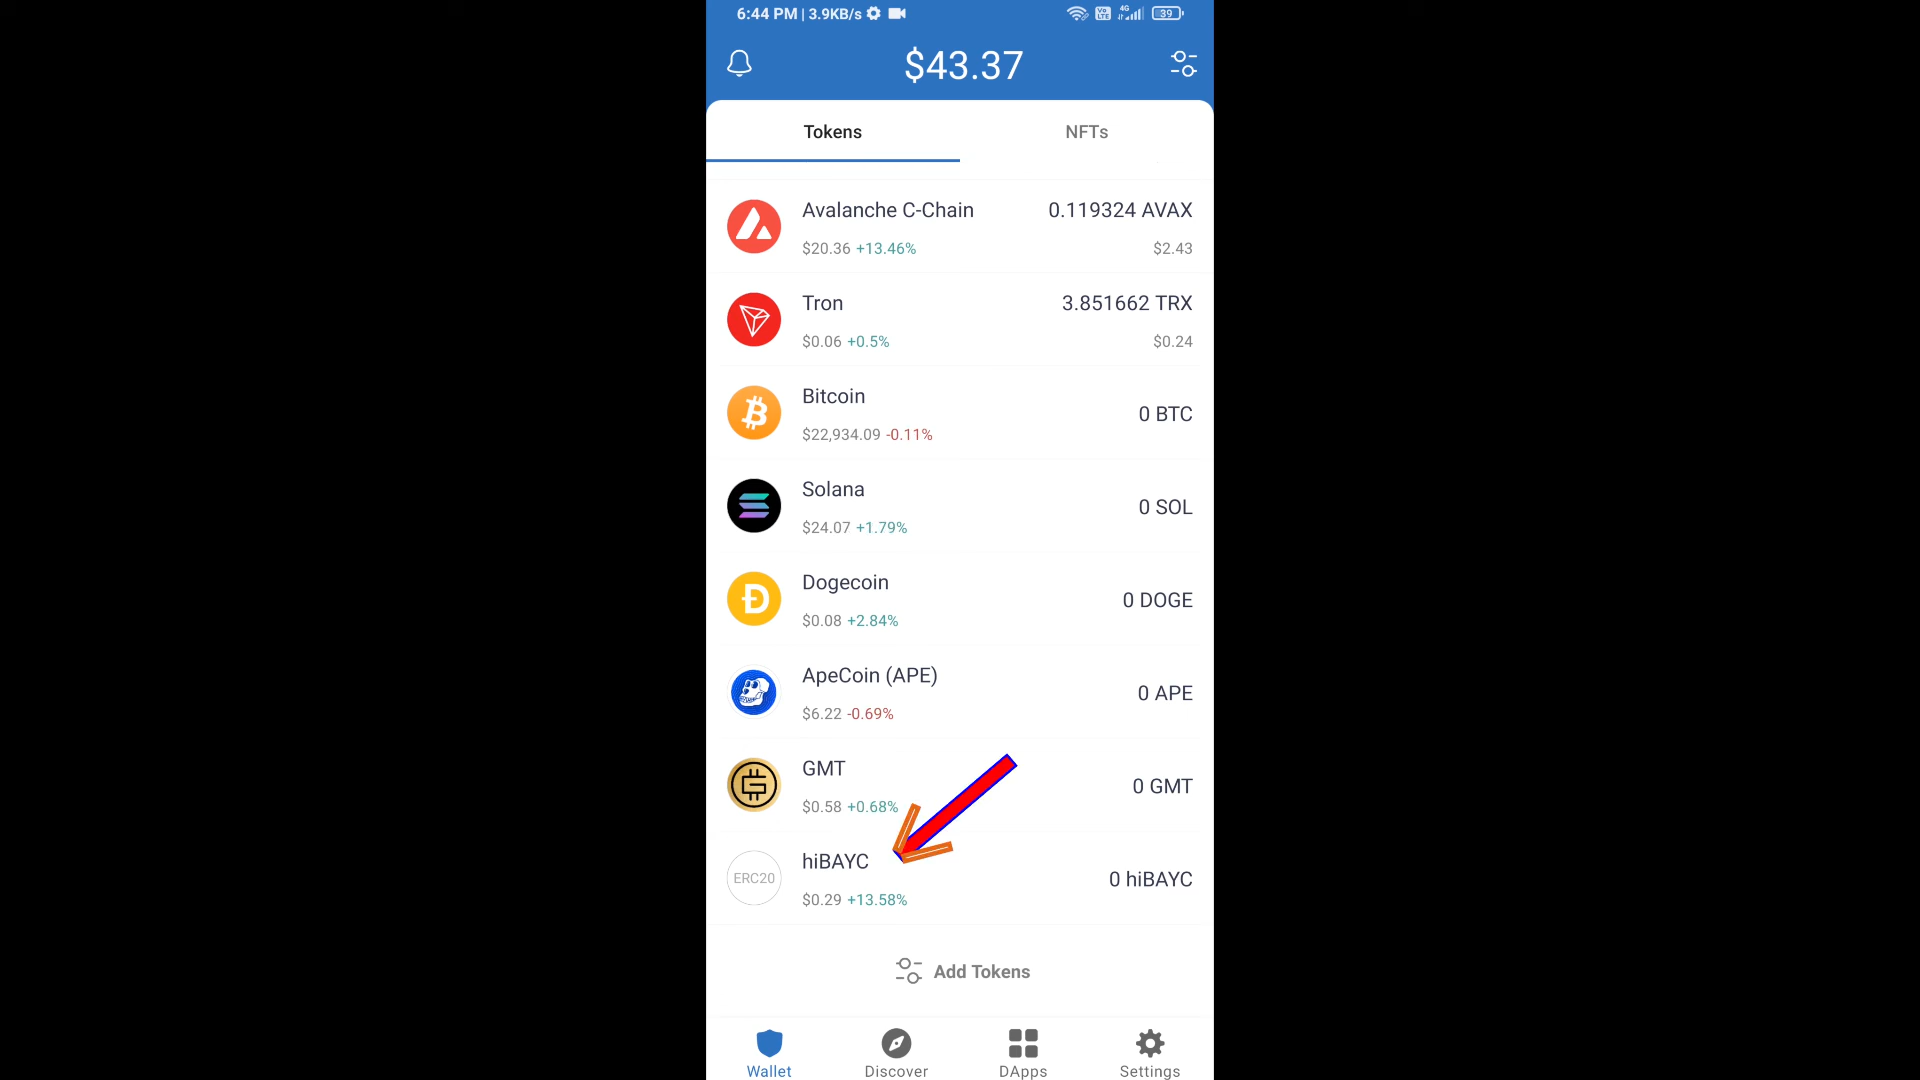 6:44 PM | 3.9KB/s
Vo LTE 4G 39
$43.37
Tokens NFTs
Avalanche C-Chain 0.119324 AVAX
$20.36 +13.46% $2.43
Tron 3.851662 TRX
$0.06 +0.5% $0.24
Bitcoin
0 BTC
$22,934.09 -0.11%
Solana
0 SOL
$24.07 +1.79%
Dogecoin
0 DOGE
$0.08 +2.84%
ApeCoin (APE)
0 APE
$6.22 -0.69%
GMT
0 GMT
$0.58 +0.68%
hiBAYC
ERC20 0 hiBAYC
$0.29 +13.58%
Add Tokens
Wallet Discover DApps Settings